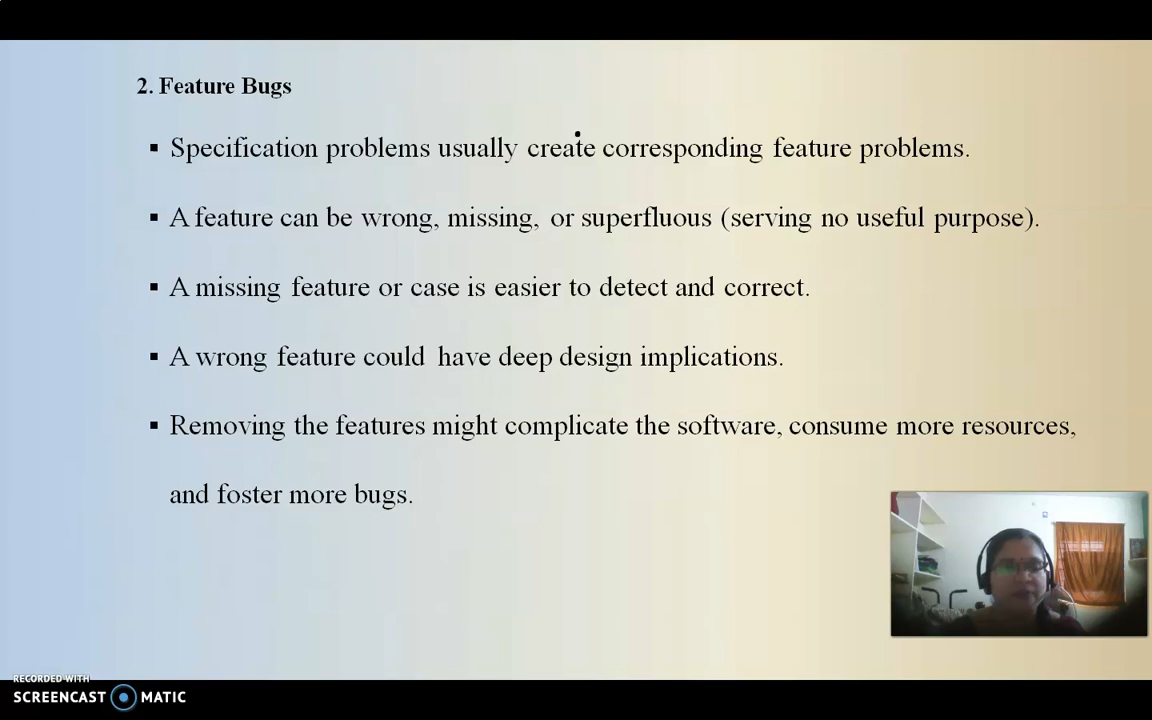 2. Feature Bugs
▪ Specification problems usually create corresponding feature problems.
▪ A feature can be wrong, missing, or superfluous (serving no useful purpose).
▪ A missing feature or case is easier to detect and correct.
▪ A wrong feature could have deep design implications.
▪ Removing the features might complicate the software, consume more resources,
and foster more bugs.
RECORDED WITH
SCREENCAST MATIC